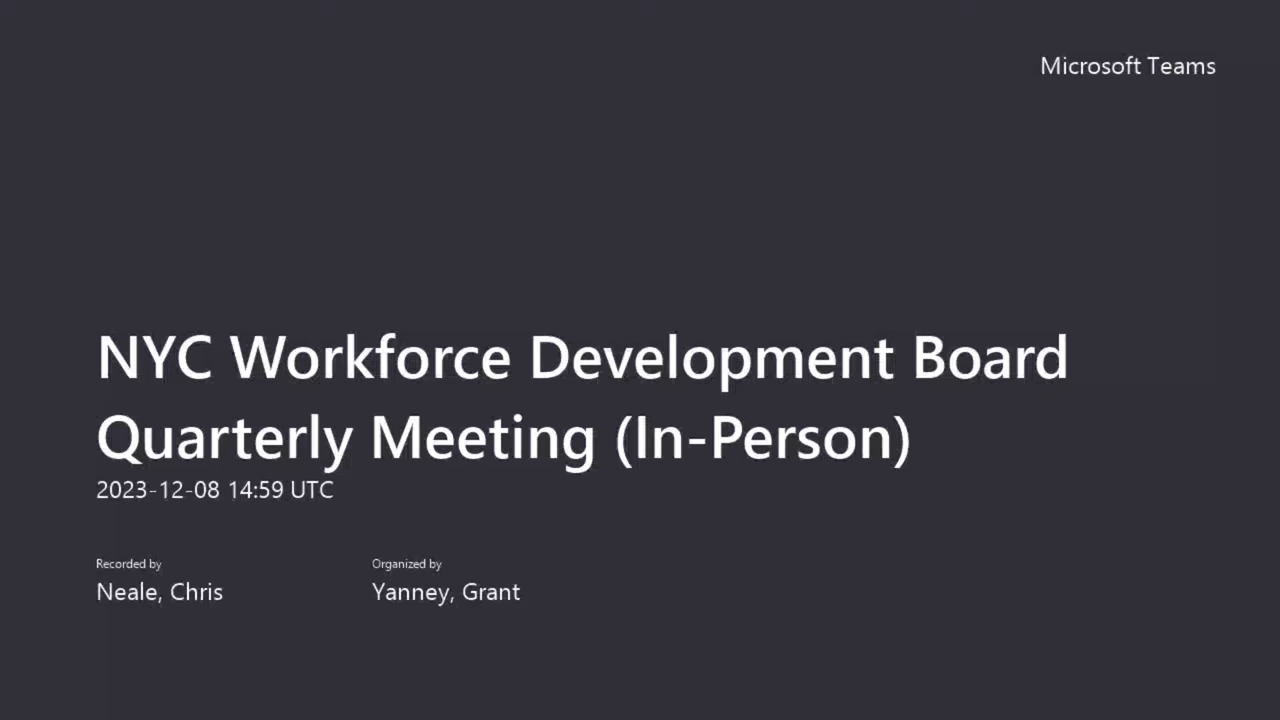 Microsoft Teams
NYC Workforce Development Board
Quarterly Meeting (In-Person)
2023-12-08 14:59 UTC
Recorded by
Neale, Chris
Organized by
Yanney, Grant